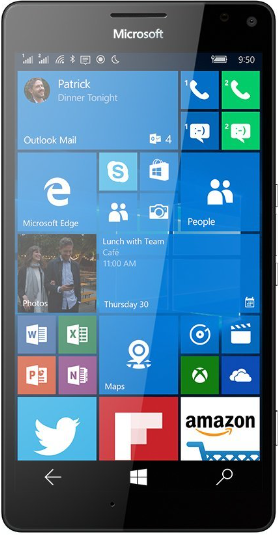 Microsoft
9:50
Patrick
Dinner Tonight
Outlook Mail
4
1
2
1
2
Microsoft Edge
People
Photos
Lunch with Team
Cafe
11:00 AM
Thursday 30
Maps
amazon